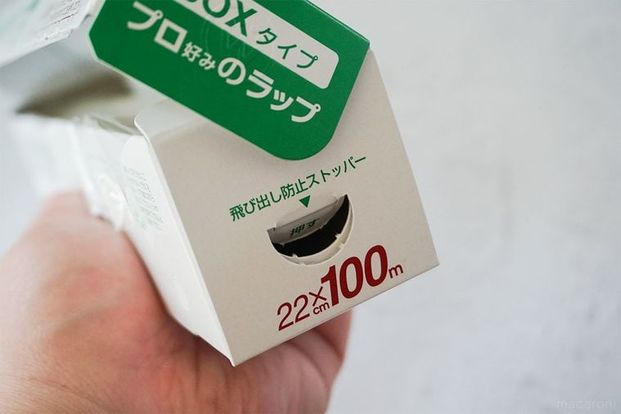 BOXタイプ
プロ好みのラップ
飛び出し防止ストッパー
▼
押す
22cm×100m
macaroni